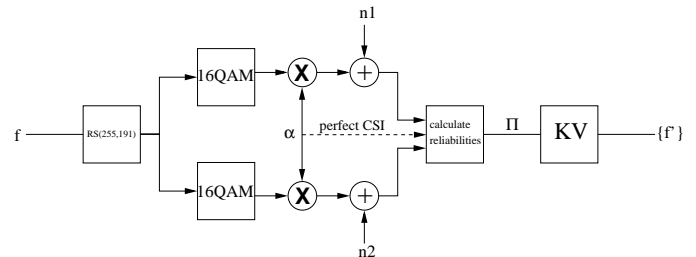 n1
16QAM
X
+
f
RS(255,191)
α
perfect CSI
calculate
reliabilities
Π
KV
{f'}
16QAM
X
+
n2